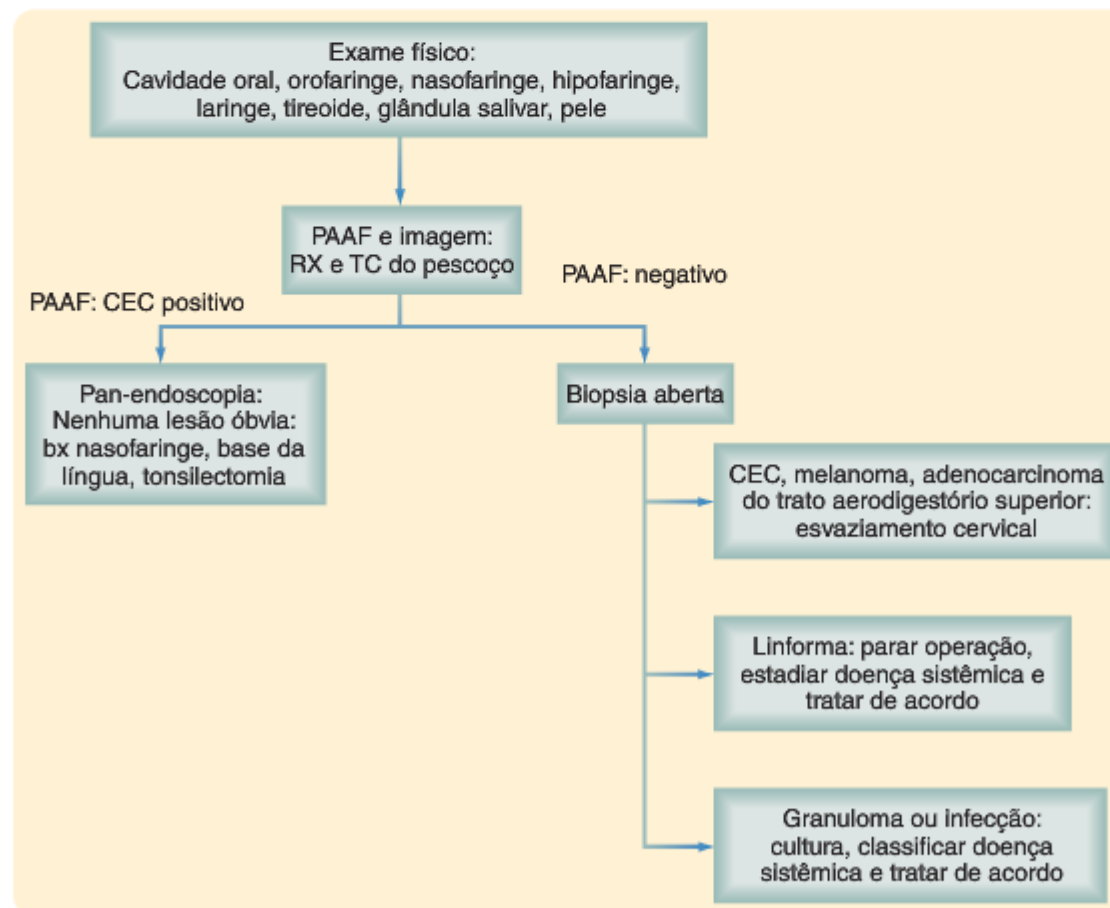 Exame físico:
Cavidade oral, orofaringe, nasofaringe, hipofaringe,
laringe, tireoide, glândula salivar, pele
PAAF e imagem:
RX e TC do pescoço
PAAF: CEC positivo
PAAF: negativo
Pan-endoscopia:
Nenhuma lesão óbvia:
bx nasofaringe, base da
língua, tonsilectomia
Biopsia aberta
CEC, melanoma, adenocarcinoma
do trato aerodigestório superior:
esvaziamento cervical
Linforma: parar operação,
estadiar doença sistêmica e
tratar de acordo
Granuloma ou infecção:
cultura, classificar doença
sistêmica e tratar de acordo